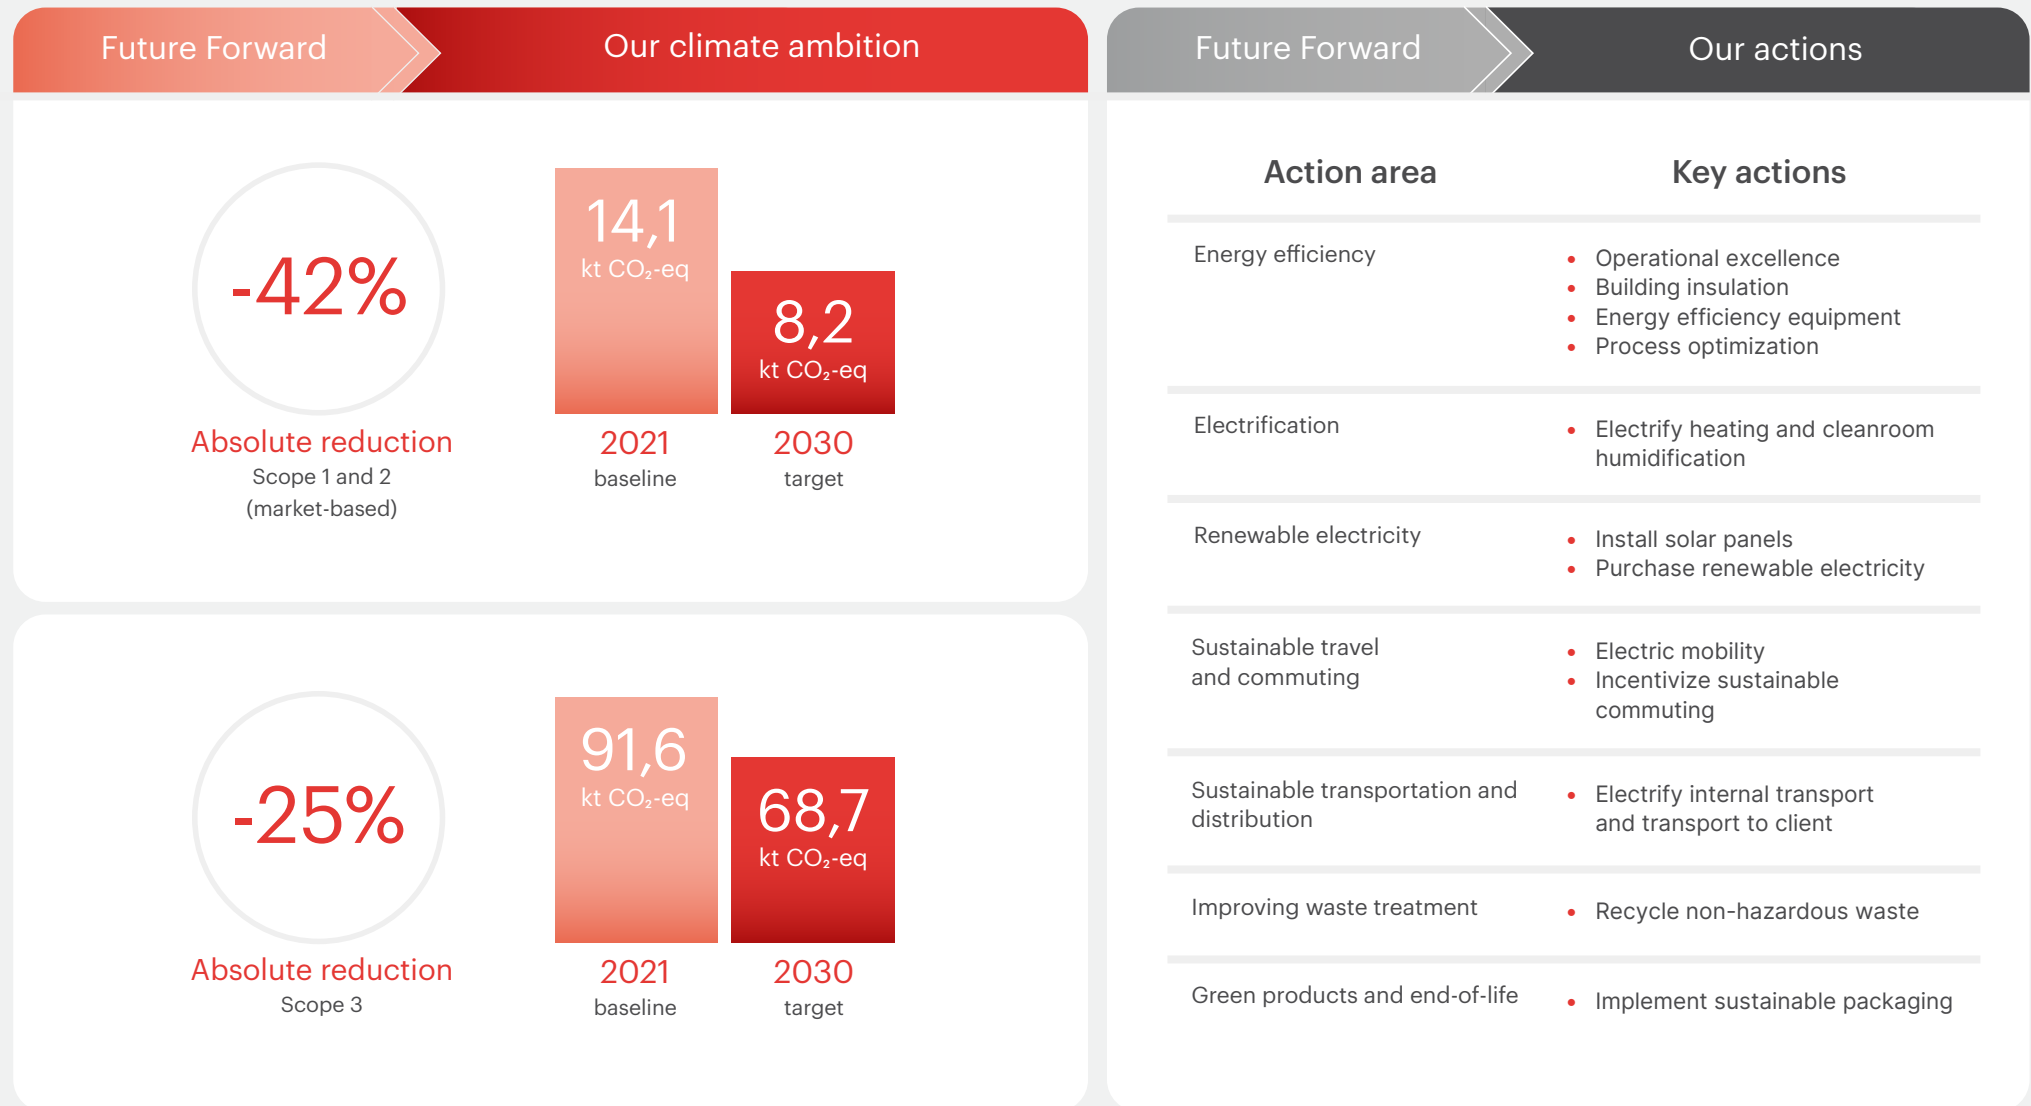 Future Forward
Our climate ambition
-42%
Absolute reduction
Scope 1 and 2
(market-based)
14,1
kt CO₂-eq
2021
baseline
8,2
kt CO₂-eq
2030
target
-25%
Absolute reduction
Scope 3
91,6
kt CO₂-eq
2021
baseline
68,7
kt CO₂-eq
2030
target
Future Forward
Our actions
Action area
Key actions
Energy efficiency
• Operational excellence
• Building insulation
• Energy efficiency equipment
• Process optimization
Electrification
• Electrify heating and cleanroom
humidification
Renewable electricity
• Install solar panels
• Purchase renewable electricity
Sustainable travel
and commuting
• Electric mobility
• Incentivize sustainable
commuting
Sustainable transportation and
distribution
• Electrify internal transport
and transport to client
Improving waste treatment
• Recycle non-hazardous waste
Green products and end-of-life
• Implement sustainable packaging